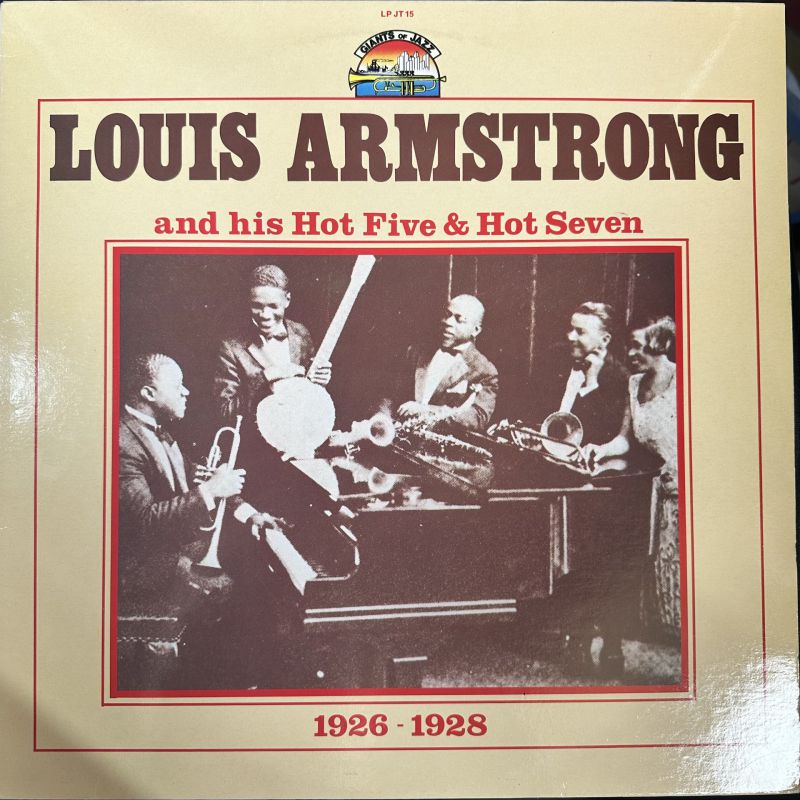 LP JT 15
GIANTS OF JAZZ
LOUIS ARMSTRONG
and his Hot Five & Hot Seven
1926 - 1928